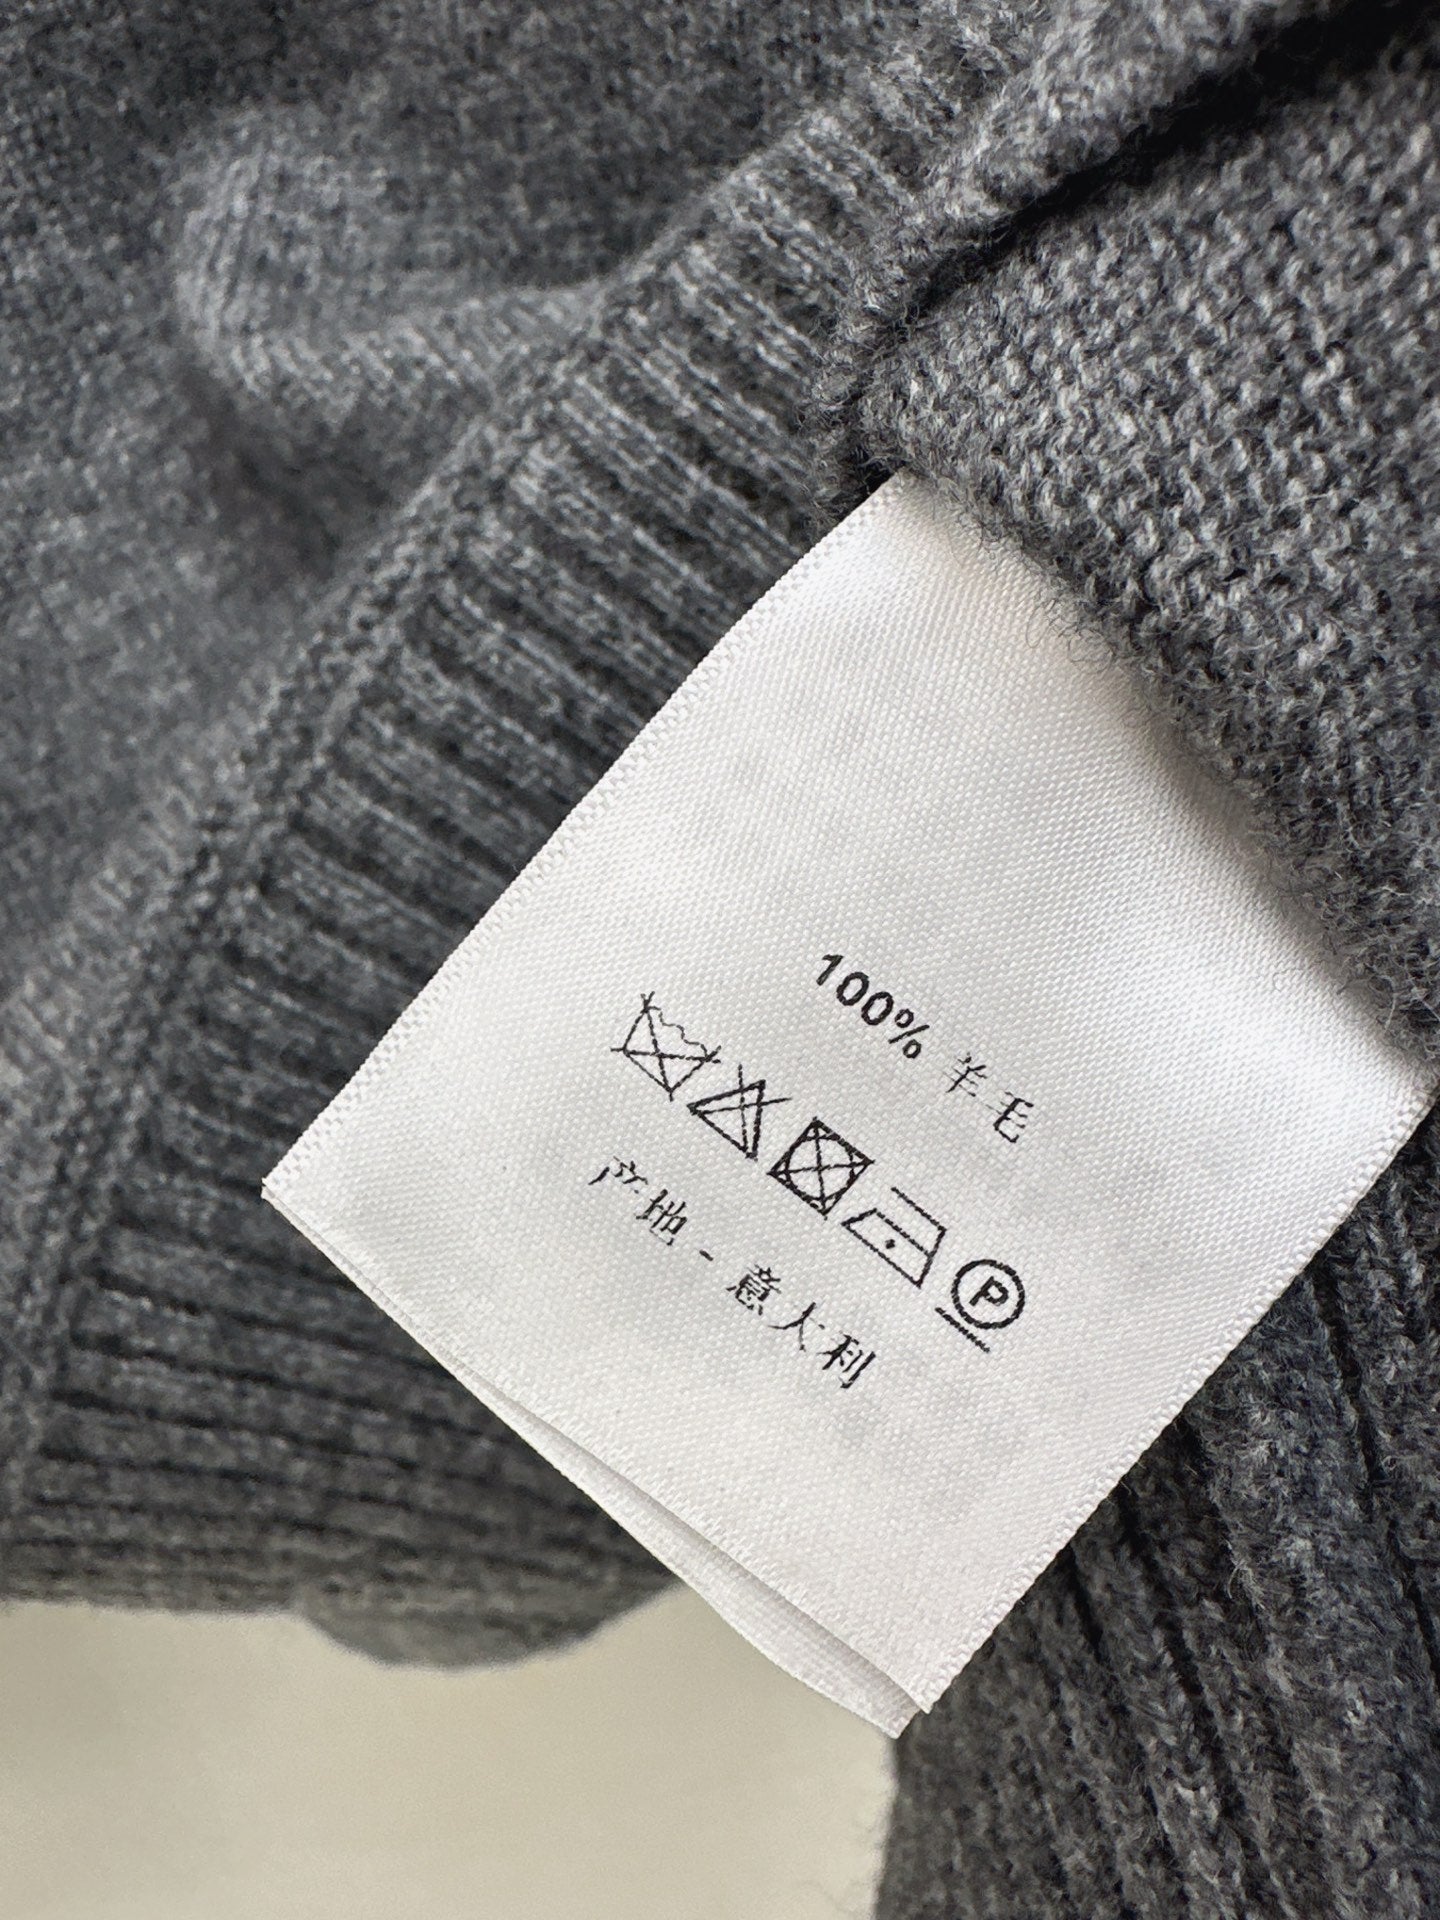 100% 羊毛
P
产地 - 意大利